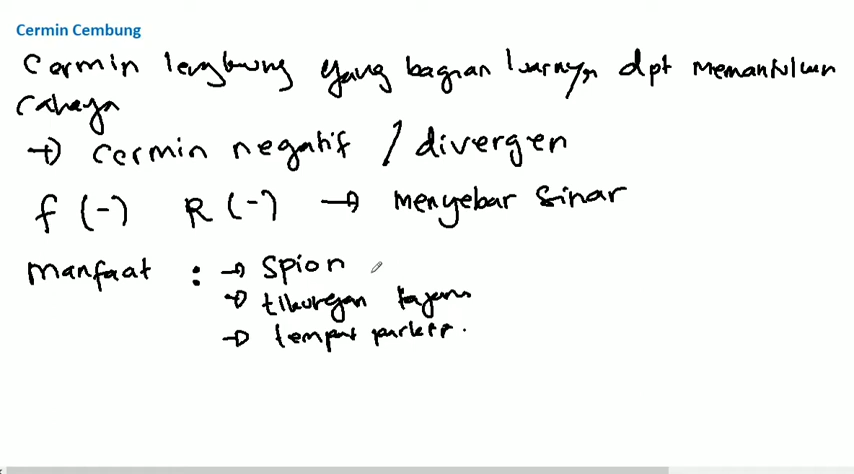 Cermin Cembung
Cermin lengkung yang bagian luarnya dpt memantulkan
cahaya
→ cermin negatif / divergen
f (-) R (-) → menyebar sinar
manfaat : → spion
→ tikungan tajam
→ tempat parkir.